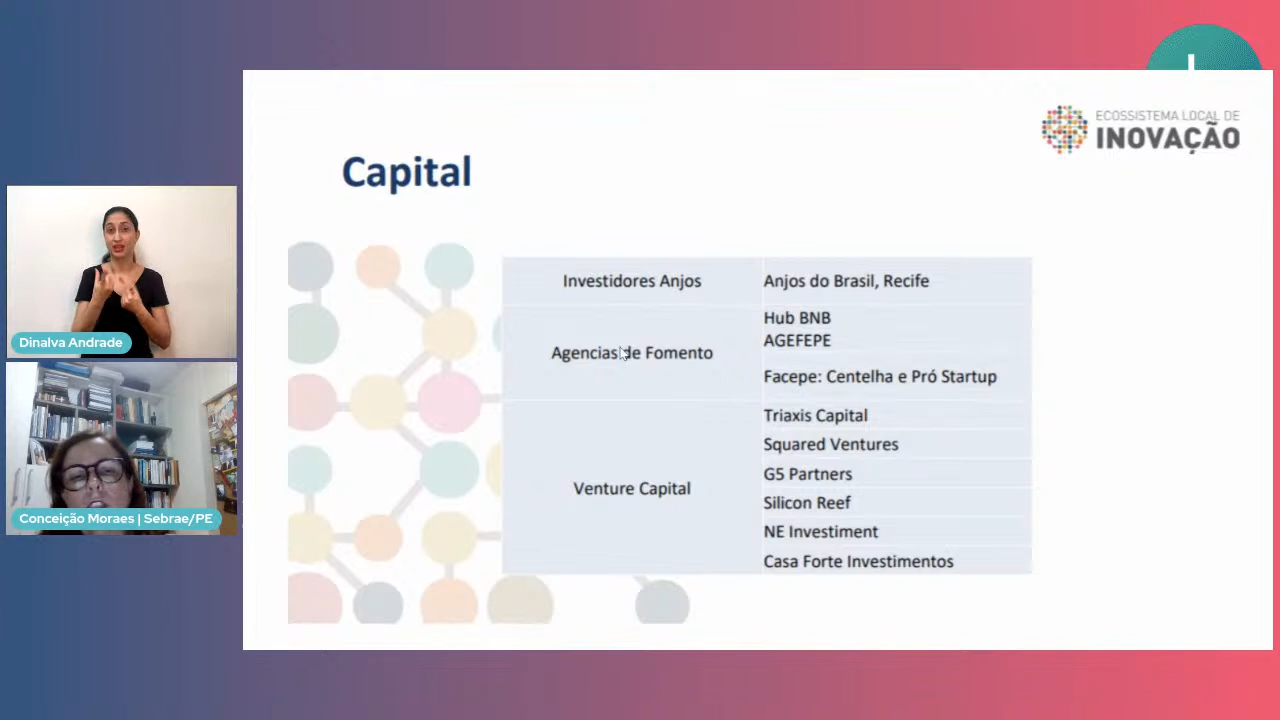 ECOSSISTEMA LOCAL DE
INOVAÇÃO
Capital
Investidores Anjos
Anjos do Brasil, Recife
Agencias de Fomento
Hub BNB
AGEFEPE
Facepe: Centelha e Pró Startup
Venture Capital
Triaxis Capital
Squared Ventures
G5 Partners
Silicon Reef
NE Investiment
Casa Forte Investimentos
Dinalva Andrade
Conceição Moraes | Sebrae/PE